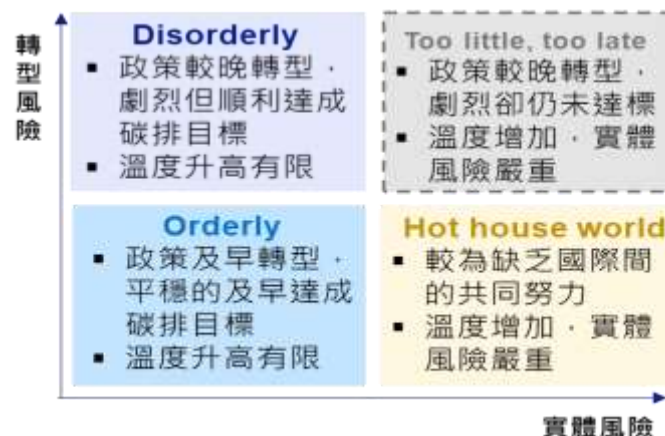 轉型風險
Disorderly
▪ 政策較晚轉型，
劇烈但順利達成
碳排目標
▪ 溫度升高有限
Too little, too late
▪ 政策較晚轉型，
劇烈卻仍未達標
▪ 溫度增加，實體
風險嚴重
Orderly
▪ 政策及早轉型，
平穩的及早達成
碳排目標
▪ 溫度升高有限
Hot house world
▪ 較為缺乏國際間
的共同努力
▪ 溫度增加，實體
風險嚴重
實體風險